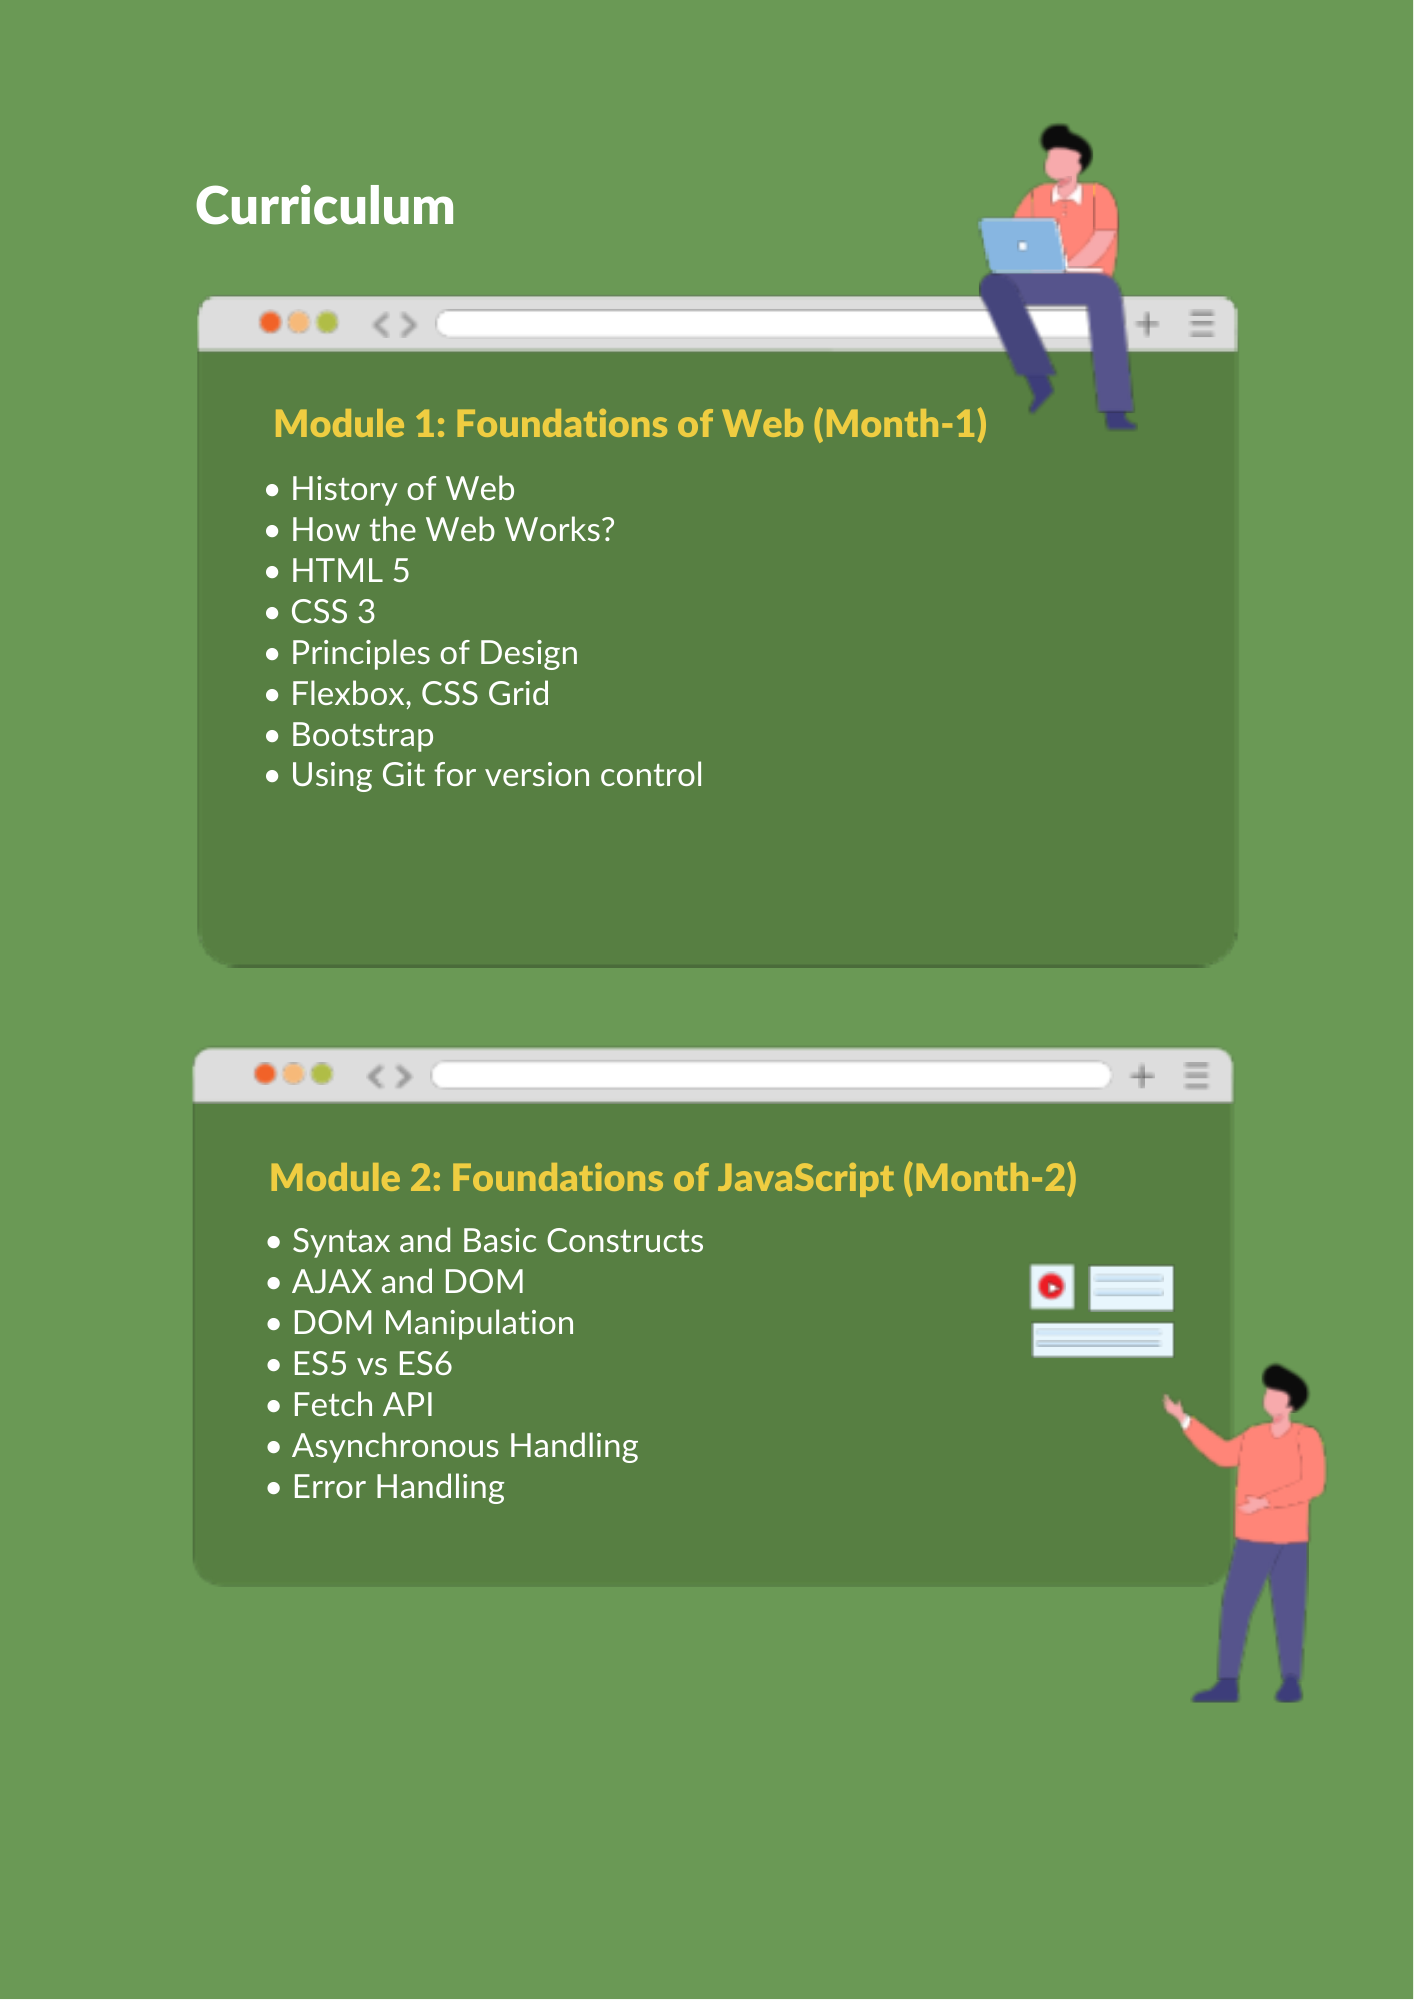 Curriculum
Module 1: Foundations of Web (Month-1)
• History of Web
• How the Web Works?
• HTML 5
• CSS 3
• Principles of Design
• Flexbox, CSS Grid
• Bootstrap
• Using Git for version control
Module 2: Foundations of JavaScript (Month-2)
• Syntax and Basic Constructs
• AJAX and DOM
• DOM Manipulation
• ES5 vs ES6
• Fetch API
• Asynchronous Handling
• Error Handling